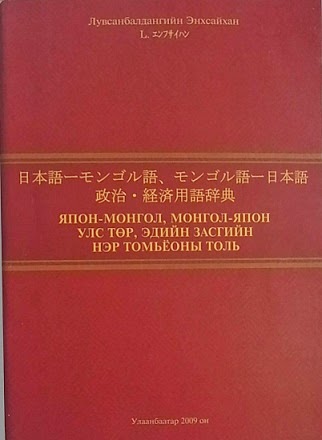 Лувсанбалдангийн Энхсайхан
L. ｴﾝﾌｻｲﾊﾝ
日本語ーモンゴル語、モンゴル語ー日本語
政治・経済用語辞典
ЯПОН-МОНГОЛ, МОНГОЛ-ЯПОН
УЛС ТӨР, ЭДИЙН ЗАСГИЙН
НЭР ТОМЬЁОНЫ ТОЛЬ
Улаанбаатар 2009 он